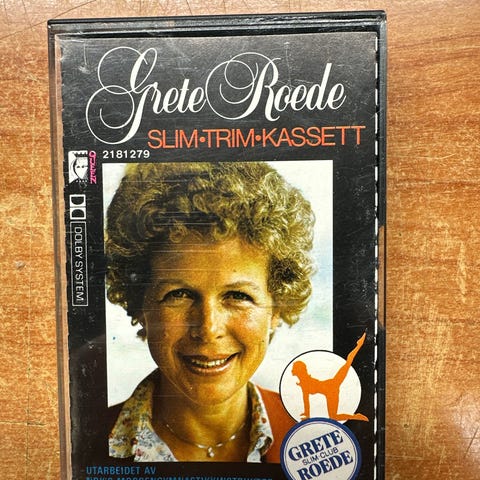 Grete Roede
SLIM•TRIM•KASSETT
2181279
DOLBY SYSTEM
GRETE
SLIM-CLUB
ROEDE
UTARBEIDET AV